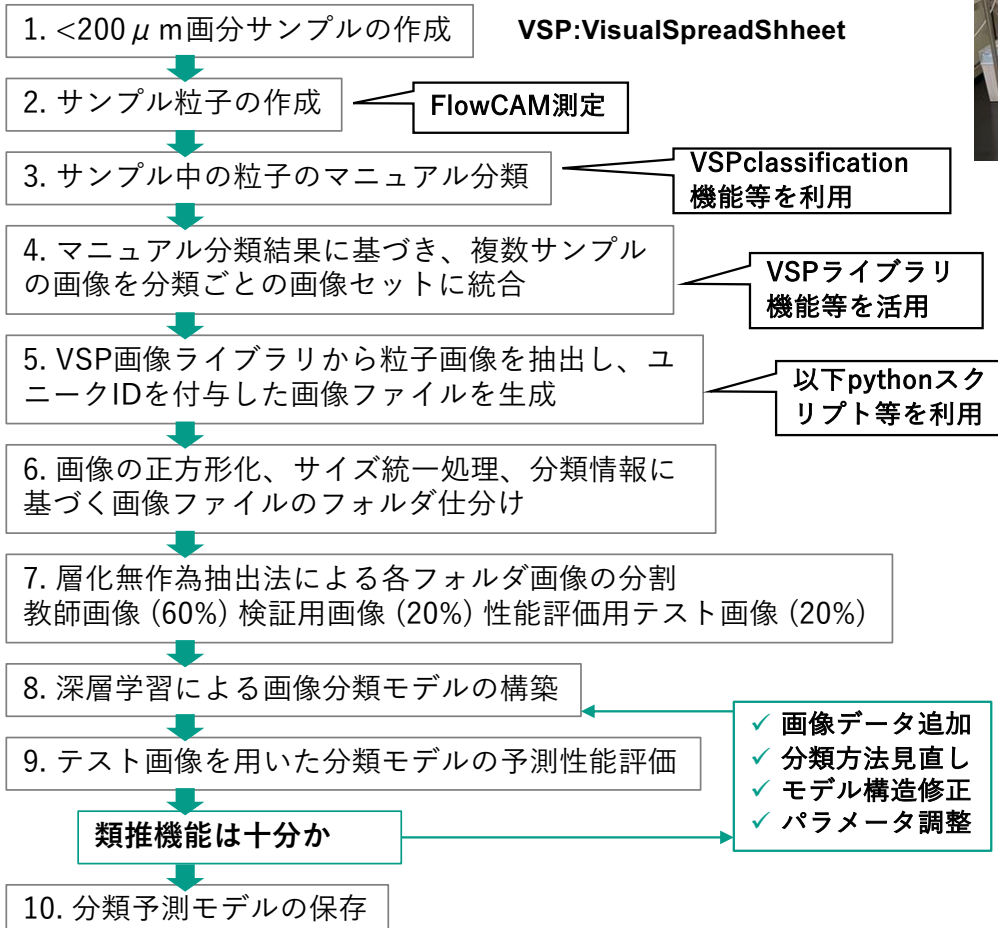 1. <200μm画分サンプルの作成
VSP:VisualSpreadShheet
2. サンプル粒子の作成
FlowCAM測定
3. サンプル中の粒子のマニュアル分類
VSPclassification
機能等を利用
4. マニュアル分類結果に基づき、複数サンプル
の画像を分類ごとの画像セットに統合
VSPライブラリ
機能等を活用
5. VSP画像ライブラリから粒子画像を抽出し、ユ
ニークIDを付与した画像ファイルを生成
以下pythonスク
リプト等を利用
6. 画像の正方形化、サイズ統一処理、分類情報に
基づく画像ファイルのフォルダ仕分け
7. 層化無作為抽出法による各フォルダ画像の分割
教師画像 (60%) 検証用画像 (20%) 性能評価用テスト画像 (20%)
8. 深層学習による画像分類モデルの構築
9. テスト画像を用いた分類モデルの予測性能評価
✓ 画像データ追加
✓ 分類方法見直し
✓ モデル構造修正
✓ パラメータ調整
類推機能は十分か
10. 分類予測モデルの保存